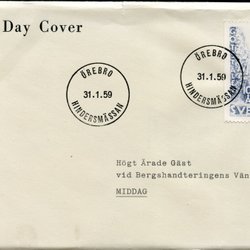 Day Cover
ÖREBRO
31.1.59
HINDERSMÄSSAN
ÖREBRO
31.1.59
HINDERSMÄSSAN
Högt Ärade Gäst
vid Bergshandteringens Vän
MIDDAG